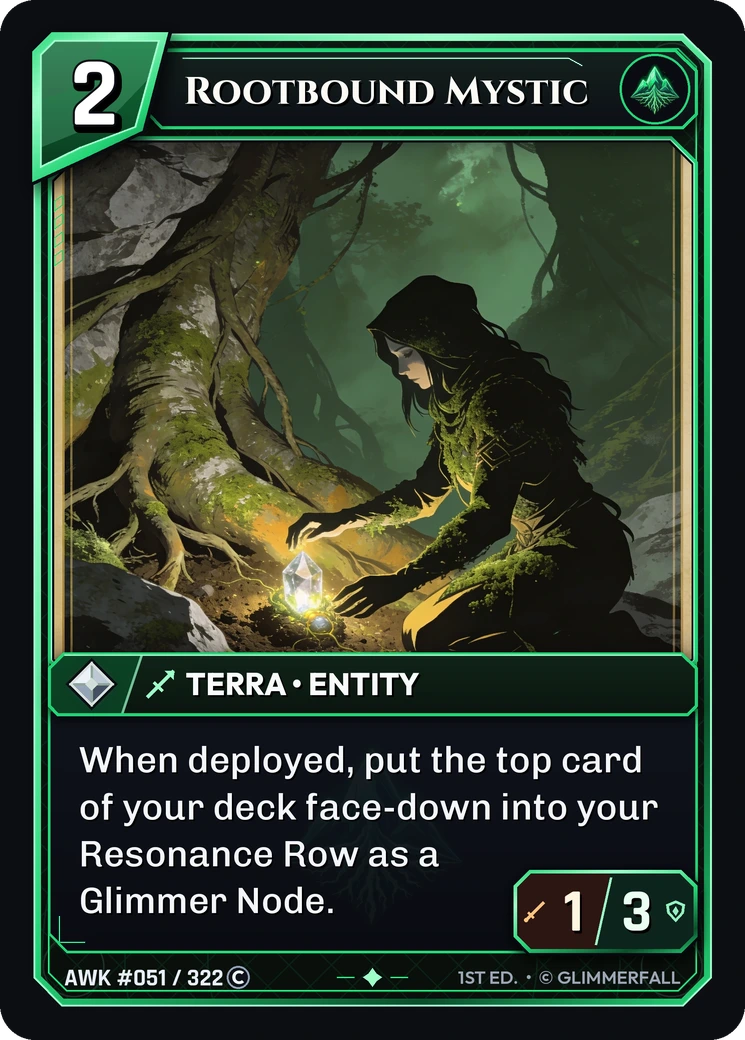 2
Rootbound Mystic
TERRA • ENTITY
When deployed, put the top card
of your deck face-down into your
Resonance Row as a
Glimmer Node.
1 / 3
AWK #051 / 322 Ⓒ
1ST ED. • © GLIMMERFALL